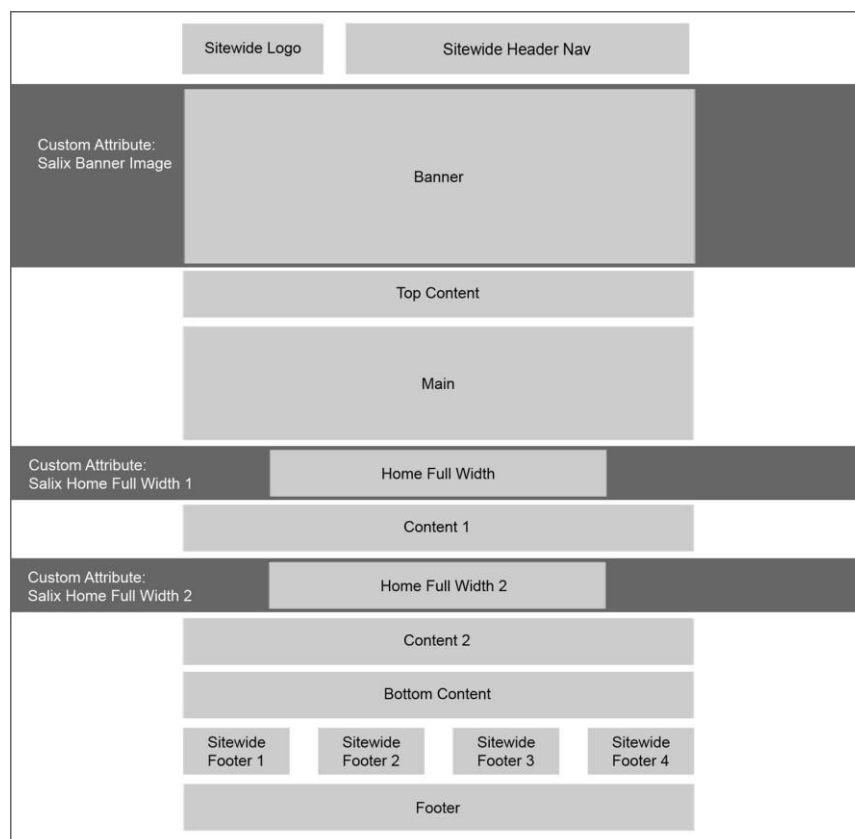 Sitewide Logo
Sitewide Header Nav
Custom Attribute:
Salix Banner Image
Banner
Top Content
Main
Custom Attribute:
Salix Home Full Width 1
Home Full Width
Content 1
Custom Attribute:
Salix Home Full Width 2
Home Full Width 2
Content 2
Bottom Content
Sitewide
Footer 1
Sitewide
Footer 2
Sitewide
Footer 3
Sitewide
Footer 4
Footer